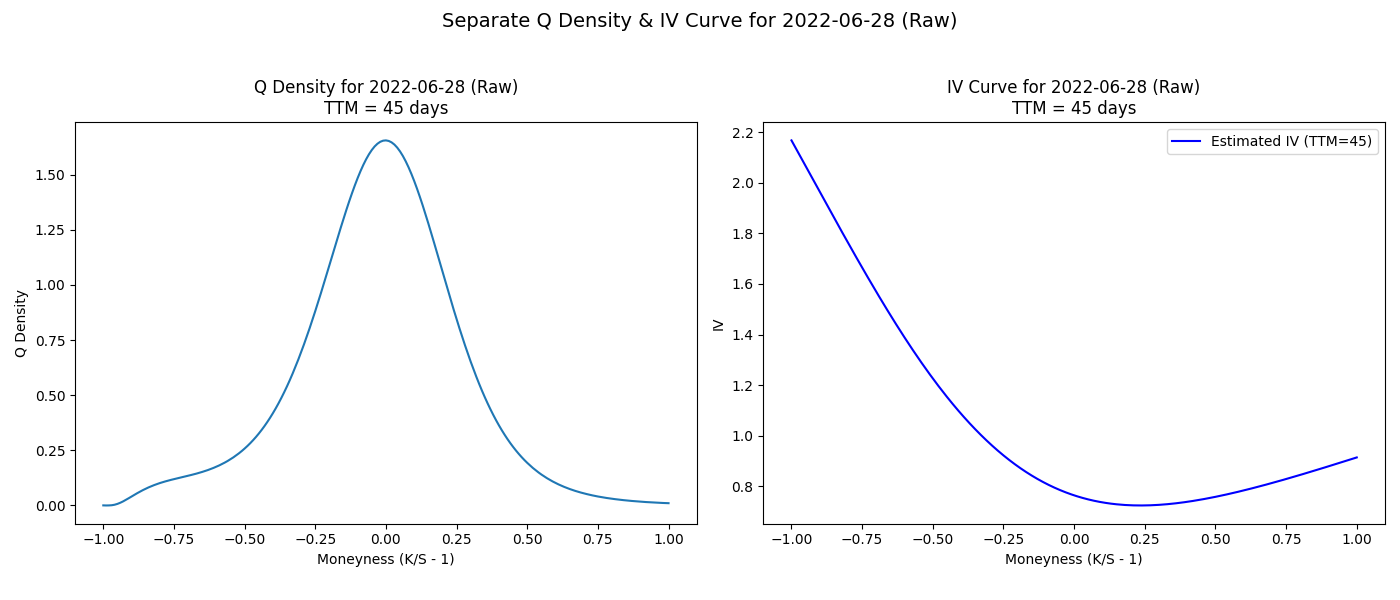 Separate Q Density & IV Curve for 2022-06-28 (Raw)
Q Density for 2022-06-28 (Raw)
TTM = 45 days
Q Density
1.50
1.25
1.00
0.75
0.50
0.25
0.00
−1.00 −0.75 −0.50 −0.25 0.00 0.25 0.50 0.75 1.00
Moneyness (K/S - 1)
IV Curve for 2022-06-28 (Raw)
TTM = 45 days
Estimated IV (TTM=45)
IV
2.2
2.0
1.8
1.6
1.4
1.2
1.0
0.8
−1.00 −0.75 −0.50 −0.25 0.00 0.25 0.50 0.75 1.00
Moneyness (K/S - 1)